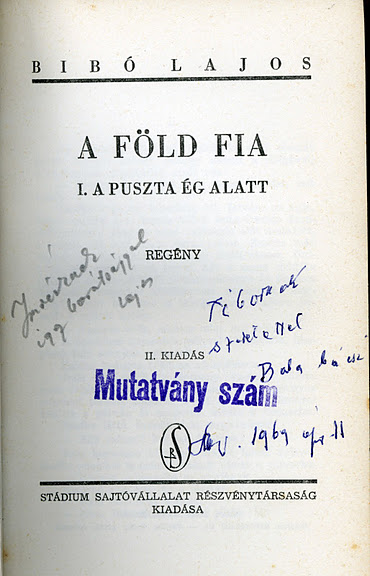 BIBÓ LAJOS
A FÖLD FIA
I. A PUSZTA ÉG ALATT
REGÉNY
igaz barátsággal
Lajos
Tibornak
szeretettel
Bala bácsi
II. KIADÁS
Mutatvány szám
1969 ápr 11
STÁDIUM SAJTÓVÁLLALAT RÉSZVÉNYTÁRSASÁG
KIADÁSA